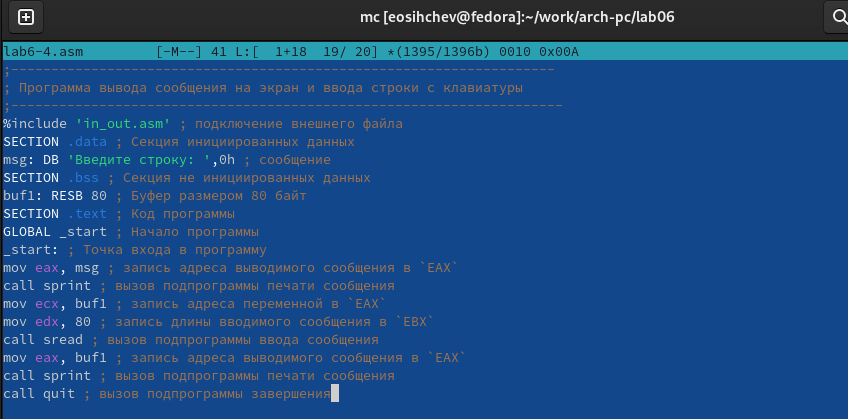 mc [eosihchev@fedora]:~/work/arch-pc/lab06
lab6-4.asm [-M--] 41 L:[ 1+18 19/ 20] *(1395/1396b) 0010 0x00A
;--------------------------------------------------------------------
; Программа вывода сообщения на экран и ввода строки с клавиатуры
;---------------------------------------------------------------------
%include 'in_out.asm' ; подключение внешнего файла
SECTION .data ; Секция инициированных данных
msg: DB 'Введите строку: ',0h ; сообщение
SECTION .bss ; Секция не инициированных данных
buf1: RESB 80 ; Буфер размером 80 байт
SECTION .text ; Код программы
GLOBAL _start ; Начало программы
_start: ; Точка входа в программу
mov eax, msg ; запись адреса выводимого сообщения в `EAX`
call sprint ; вызов подпрограммы печати сообщения
mov ecx, buf1 ; запись адреса переменной в `EAX`
mov edx, 80 ; запись длины вводимого сообщения в `EBX`
call sread ; вызов подпрограммы ввода сообщения
mov eax, buf1 ; запись адреса выводимого сообщения в `EAX`
call sprint ; вызов подпрограммы печати сообщения
call quit ; вызов подпрограммы завершения